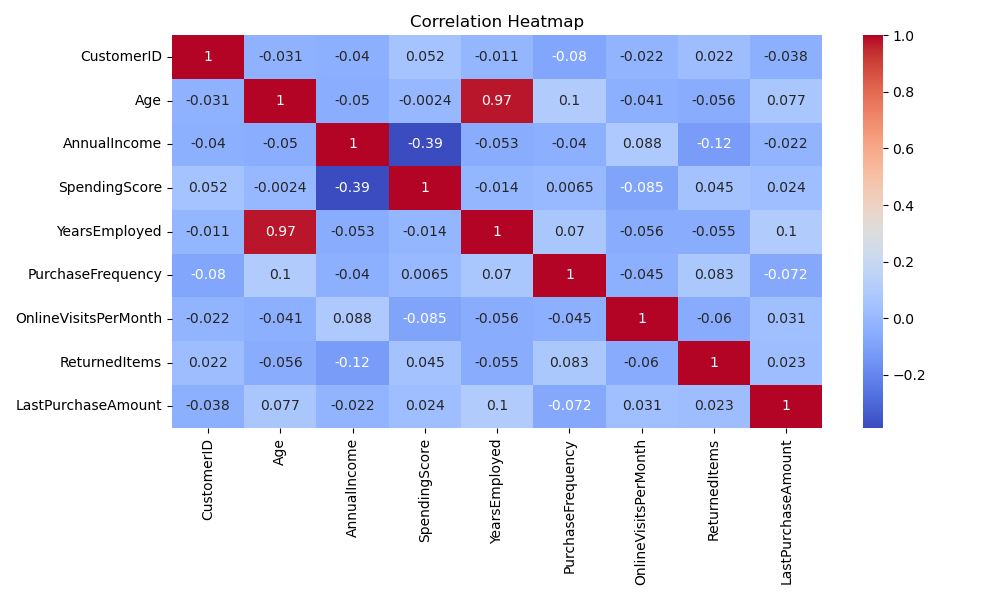 Correlation Heatmap
CustomerID 1 -0.031 -0.04 0.052 -0.011 -0.08 -0.022 0.022 -0.038
Age -0.031 1 -0.05 -0.0024 0.97 0.1 -0.041 -0.056 0.077
AnnualIncome -0.04 -0.05 1 -0.39 -0.053 -0.04 0.088 -0.12 -0.022
SpendingScore 0.052 -0.0024 -0.39 1 -0.014 0.0065 -0.085 0.045 0.024
YearsEmployed -0.011 0.97 -0.053 -0.014 1 0.07 -0.056 -0.055 0.1
PurchaseFrequency -0.08 0.1 -0.04 0.0065 0.07 1 -0.045 0.083 -0.072
OnlineVisitsPerMonth -0.022 -0.041 0.088 -0.085 -0.056 -0.045 1 -0.06 0.031
ReturnedItems 0.022 -0.056 -0.12 0.045 -0.055 0.083 -0.06 1 0.023
LastPurchaseAmount -0.038 0.077 -0.022 0.024 0.1 -0.072 0.031 0.023 1
CustomerID
Age
AnnualIncome
SpendingScore
YearsEmployed
PurchaseFrequency
OnlineVisitsPerMonth
ReturnedItems
LastPurchaseAmount
1.0
0.8
0.6
0.4
0.2
0.0
−0.2